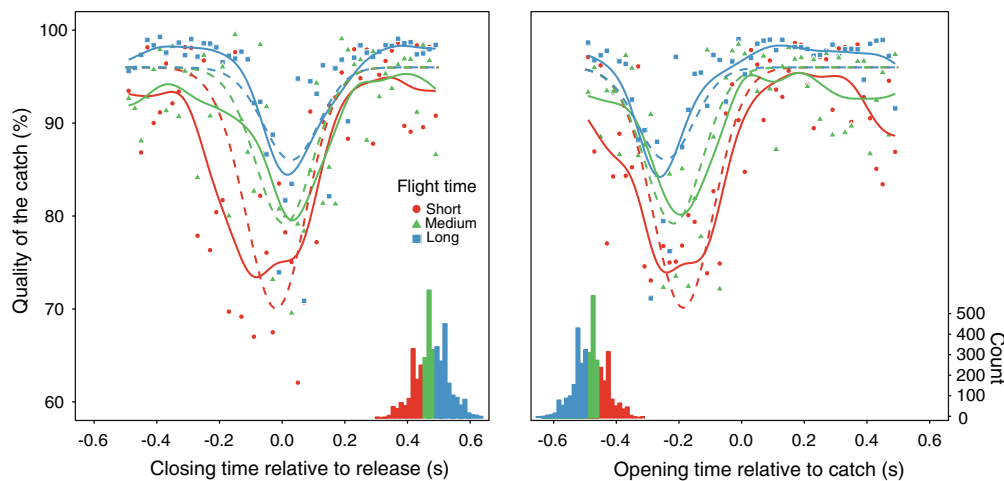 Quality of the catch (%)
100
90
80
70
60
Flight time
Short
Medium
Long
-0.6 -0.4 -0.2 0.0 0.2 0.4 0.6
Closing time relative to release (s)
500
400
300
200
100
0
Count
-0.6 -0.4 -0.2 0.0 0.2 0.4 0.6
Opening time relative to catch (s)